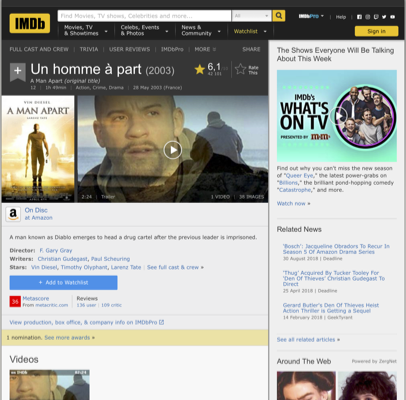 IMDb
Find Movies, TV shows, Celebrities and more...
All
IMDbPro
Help
Movies, TV
& Showtimes
Celebs, Events
& Photos
News &
Community
Watchlist
Sign in
FULL CAST AND CREW | TRIVIA | USER REVIEWS | IMDbPro | MORE
SHARE
Un homme à part (2003)
A Man Apart (original title)
12 | 1h 49min | Action, Crime, Drama | 28 May 2003 (France)
6,1
Rate
This
VIN DIESEL
A MAN APART
2:24 | Trailer
1 VIDEO | 38 IMAGES
On Disc
at Amazon
A man known as Diablo emerges to head a drug cartel after the previous leader is imprisoned.
Director: F. Gary Gray
Writers: Christian Gudegast, Paul Scheuring
Stars: Vin Diesel, Timothy Olyphant, Larenz Tate | See full cast & crew »
+ Add to Watchlist
36
Metascore
From metacritic.com
Reviews
136 user | 109 critic
View production, box office, & company info on IMDbPro
1 nomination. See more awards »
Videos
The Shows Everyone Will Be Talking
About This Week
IMDb's
WHAT'S
ON TV
PRESENTED BY m&m's
Find out why you can't miss the new season
of "Queer Eye," the latest power-grabs on
"Billions," the brilliant pond-hopping comedy
"Catastrophe," and more.
Watch now »
Related News
'Bosch': Jacqueline Obradors To Recur In
Season 5 Of Amazon Drama Series
30 August 2018 | Deadline
'Thug' Acquired By Tucker Tooley For
'Den Of Thieves' Christian Gudegast To
Direct
25 April 2018 | Deadline
Gerard Butler's Den Of Thieves Heist
Action Thriller is Getting a Sequel
14 February 2018 | GeekTyrant
See all related articles »
Around The Web
Powered by ZergNet